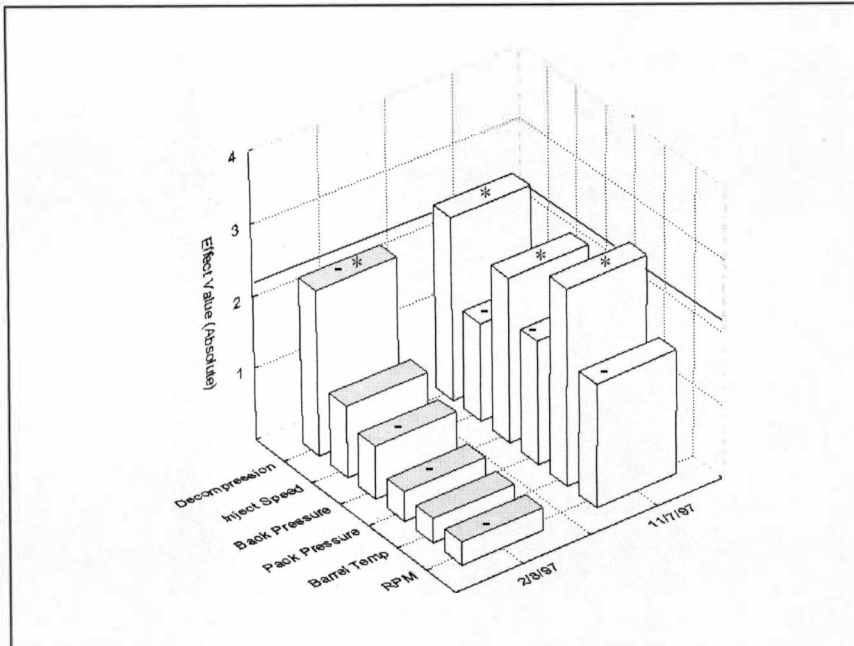 4
3
2
1
Effect Value (Absolute)
*
*
*
*
Decompression
Inject Speed
Back Pressure
Pack Pressure
Barrel Temp
RPM
2/8/97
11/7/97